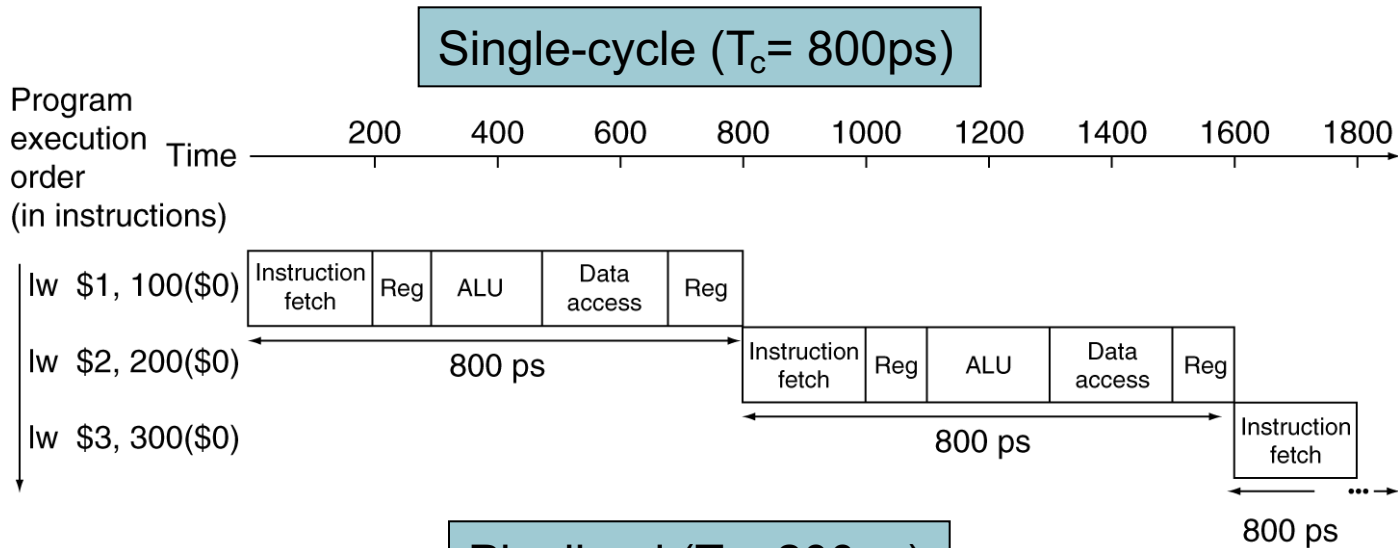 Single-cycle (Tc= 800ps)
Program
execution
order
(in instructions)
Time
200 400 600 800 1000 1200 1400 1600 1800
lw $1, 100($0)
Instruction
fetch
Reg
ALU
Data
access
Reg
800 ps
lw $2, 200($0)
Instruction
fetch
Reg
ALU
Data
access
Reg
800 ps
lw $3, 300($0)
Instruction
fetch
...
800 ps